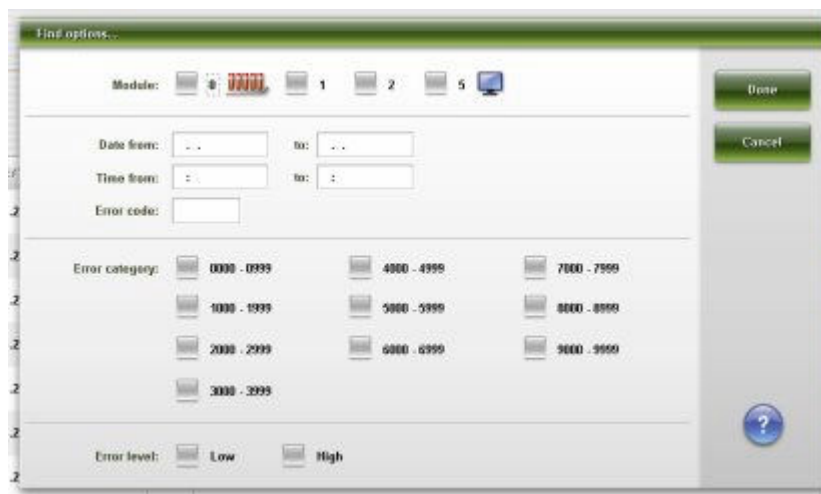 Find options...
Module: 0 1 2 5
Done
Date from: . . to: . .
Cancel
Time from: : to: :
Error code:
Error category: 0000 - 0999 4000 - 4999 7000 - 7999
1000 - 1999 5000 - 5999 8000 - 8999
2000 - 2999 6000 - 6999 9000 - 9999
3000 - 3999
?
Error level: Low High